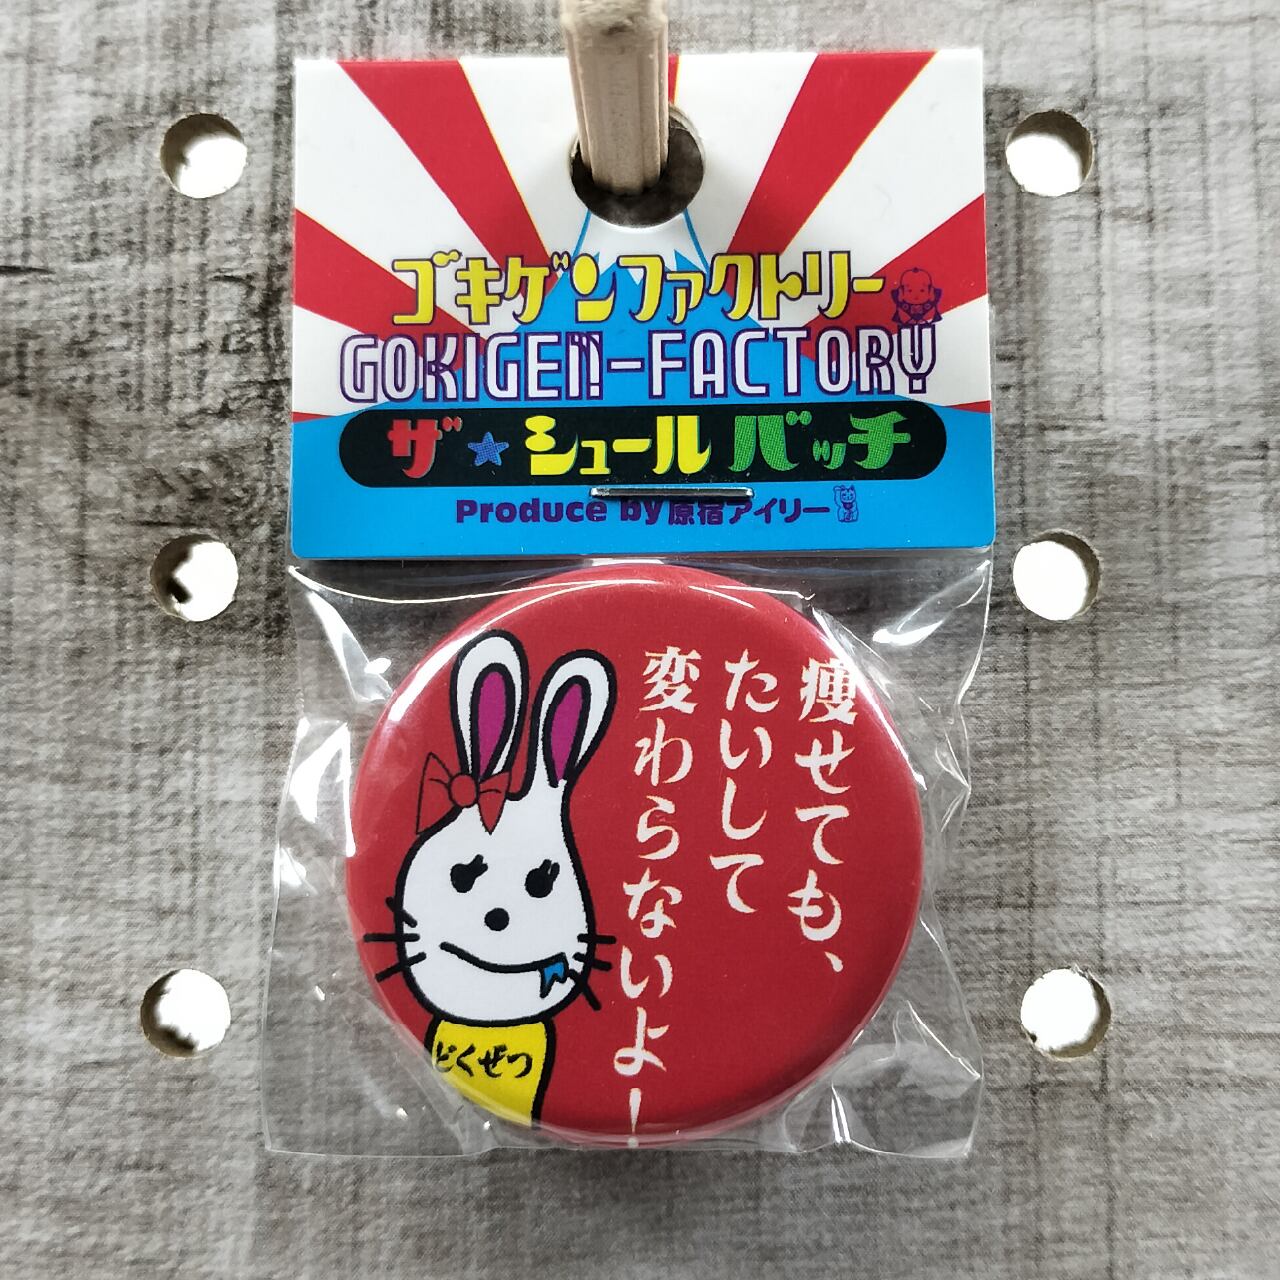 ゴキゲンファクトリー
GOKIGEN-FACTORY
ザ★シュールバッチ
Produce by 原宿アイリー
痩せても、
たいして
変わらないよ！
どくぜつ